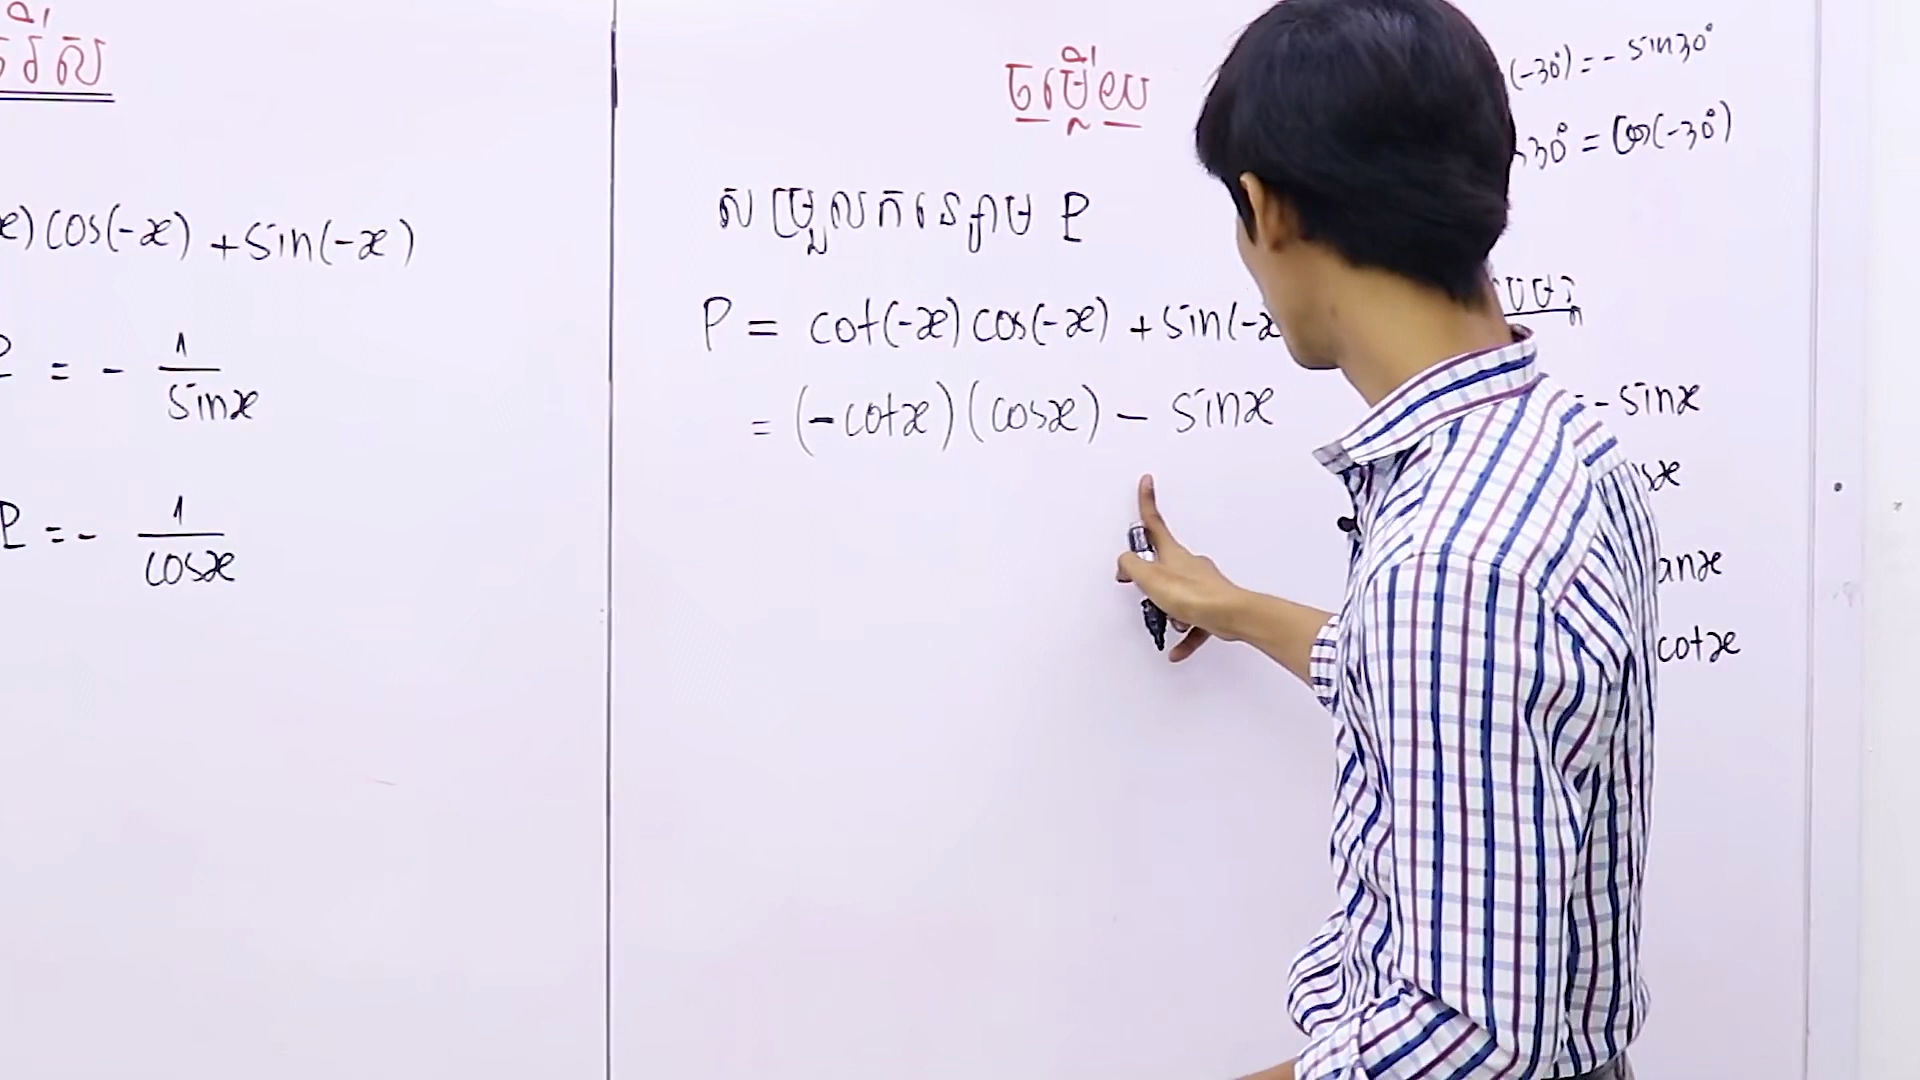 cos(-x) + sin(-x)
= - 1/sinx
P = - 1/cosx
ចម្លើយ
សម្រួលកន្សោម P
P = cot(-x) cos(-x) + sin(-x
= (-cotx) (cosx) - sinx
(-30°) = - sin30°
30° = cos(-30°)
= - sinx
anx
cotx